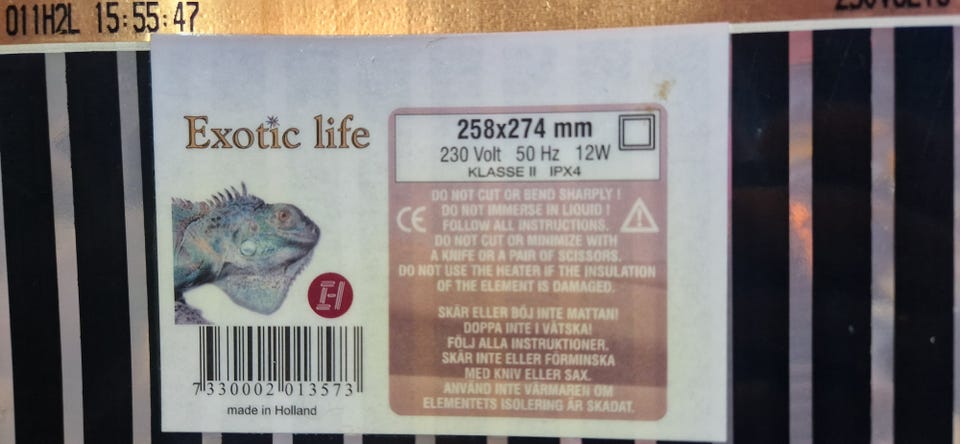 011H2L 15:55:47
Exotic life
258x274 mm
230 Volt 50 Hz 12W
KLASSE II IPX4
CE
DO NOT CUT OR BEND SHARPLY !
DO NOT IMMERSE IN LIQUID !
FOLLOW ALL INSTRUCTIONS.
DO NOT CUT OR MINIMIZE WITH
A KNIFE OR A PAIR OF SCISSORS.
DO NOT USE THE HEATER IF THE INSULATION
OF THE ELEMENT IS DAMAGED.
SKÄR ELLER BÖJ INTE MATTAN!
DOPPA INTE I VÄTSKA!
FÖLJ ALLA INSTRUKTIONER.
SKÄR INTE ELLER FÖRMINSKA
MED KNIV ELLER SAX.
ANVÄND INTE VÄRMAREN OM
ELEMENTETS ISOLERING ÄR SKADAT.
7 330002 013573
made in Holland